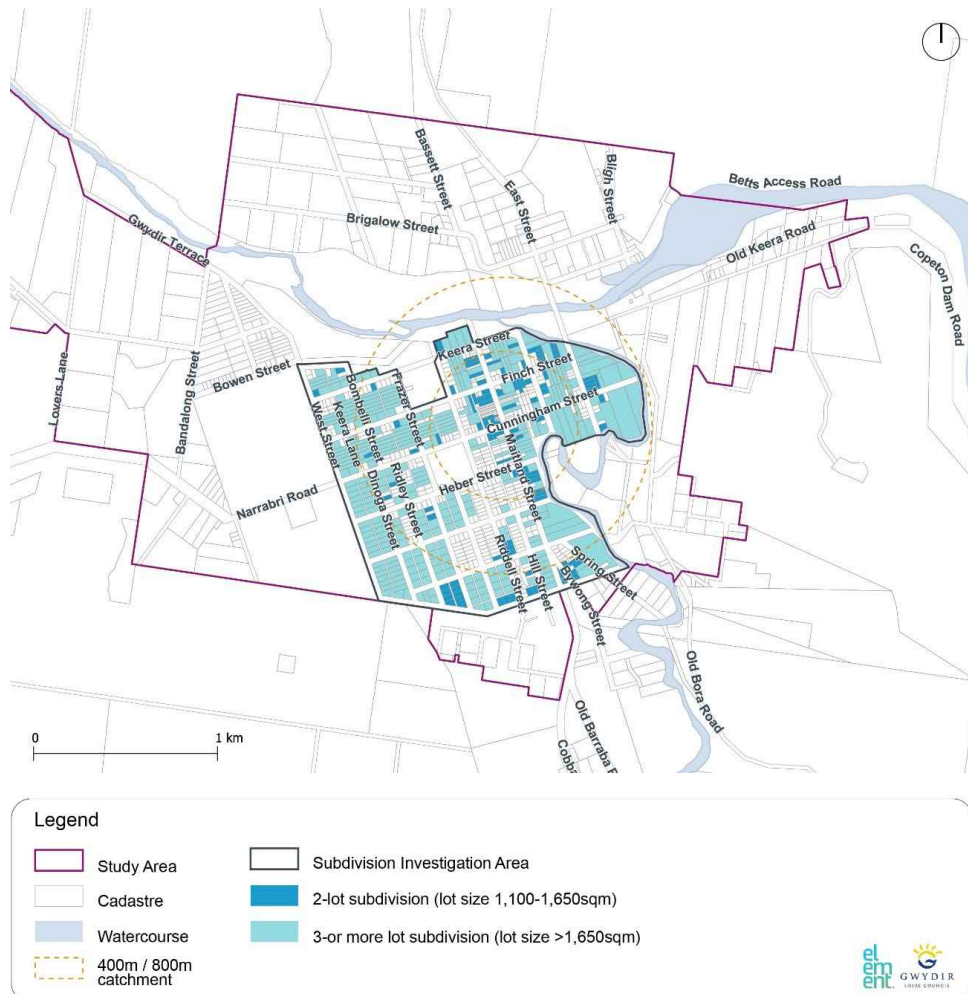 Bassett Street
East Street
Bligh Street
Betts Access Road
Brigalow Street
Old Keera Road
Gwydir Terrace
Copeton Dam Road
Lovers Lane
Bandalong Street
Bowen Street
Keera Street
Finch Street
Cunningham Street
Bombelli Street
Frazer Street
West Street
Keera Lane
Maitland Street
Heber Street
Ridley Street
Dinoga Street
Narrabri Road
Riddell Street
Hill Street
Spring Street
Bywong Street
Old Bora Road
Old Barraba R
Cobba
0 1 km
Legend
Study Area
Cadastre
Watercourse
400m / 800m
catchment
Subdivision Investigation Area
2-lot subdivision (lot size 1,100-1,650sqm)
3-or more lot subdivision (lot size >1,650sqm)
el
em
ent.
GWYDIR
SHIRE COUNCIL